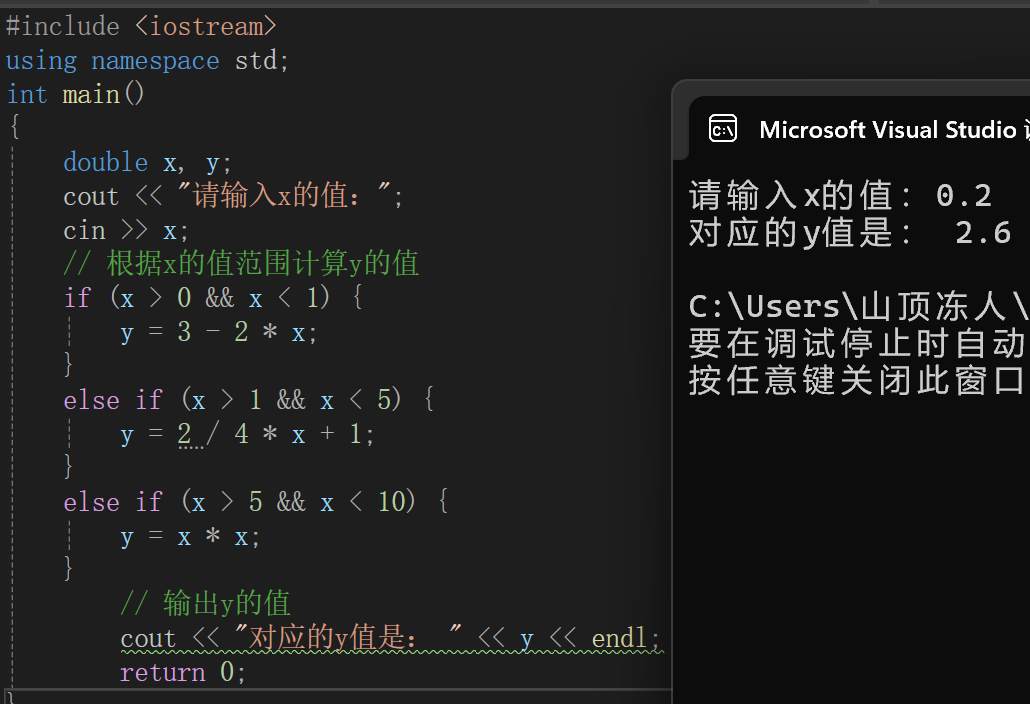 #include <iostream>
using namespace std;
int main()
{
double x, y;
cout << "请输入x的值：";
cin >> x;
// 根据x的值范围计算y的值
if (x > 0 && x < 1) {
y = 3 - 2 * x;
}
else if (x > 1 && x < 5) {
y = 2 / 4 * x + 1;
}
else if (x > 5 && x < 10) {
y = x * x;
}
// 输出y的值
cout << "对应的y值是： " << y << endl;
return 0;
}
Microsoft Visual Studio
请输入x的值：0.2
对应的y值是： 2.6
C:\Users\山顶冻人\
要在调试停止时自动
按任意键关闭此窗口